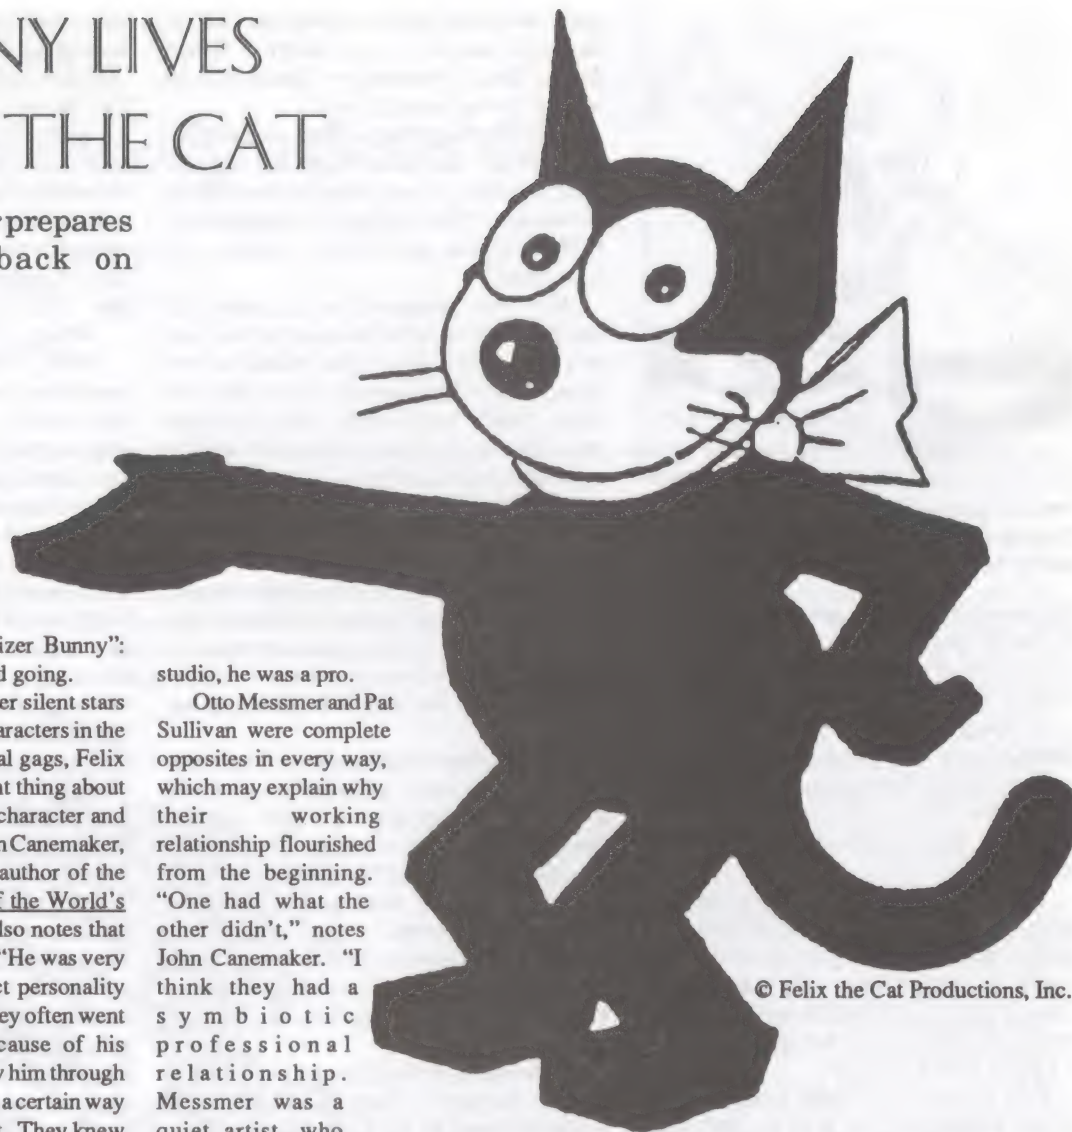 NY LIVES
THE CAT
prepares
back on
izer Bunny":
d going.
er silent stars
aracters in the
al gags, Felix
nt thing about
character and
n Canemaker,
author of the
f the World's
lso notes that
"He was very
ct personality
ey often went
cause of his
y him through
a certain way
They knew
studio, he was a pro.
Otto Messmer and Pat
Sullivan were complete
opposites in every way,
which may explain why
their working
relationship flourished
from the beginning.
"One had what the
other didn't," notes
John Canemaker. "I
think they had a
symbiotic
professional
relationship.
Messmer was a
quiet artist, who
© Felix the Cat Productions, Inc.